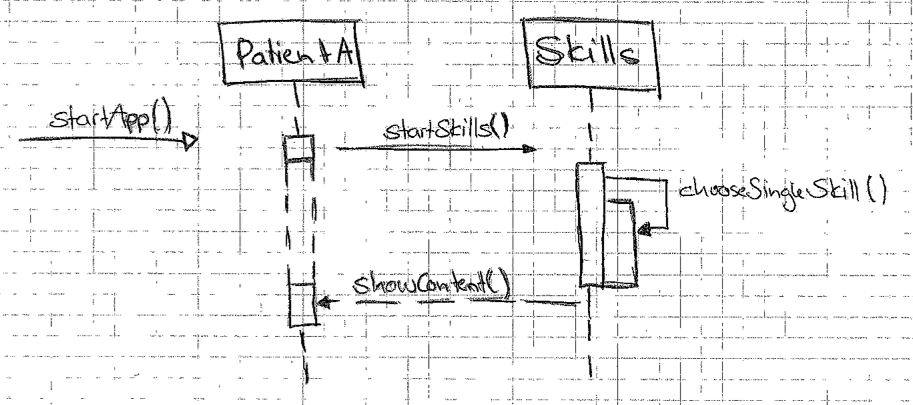 PatientA
Skills
startApp()
startSkills()
chooseSingleSkill()
showContent()